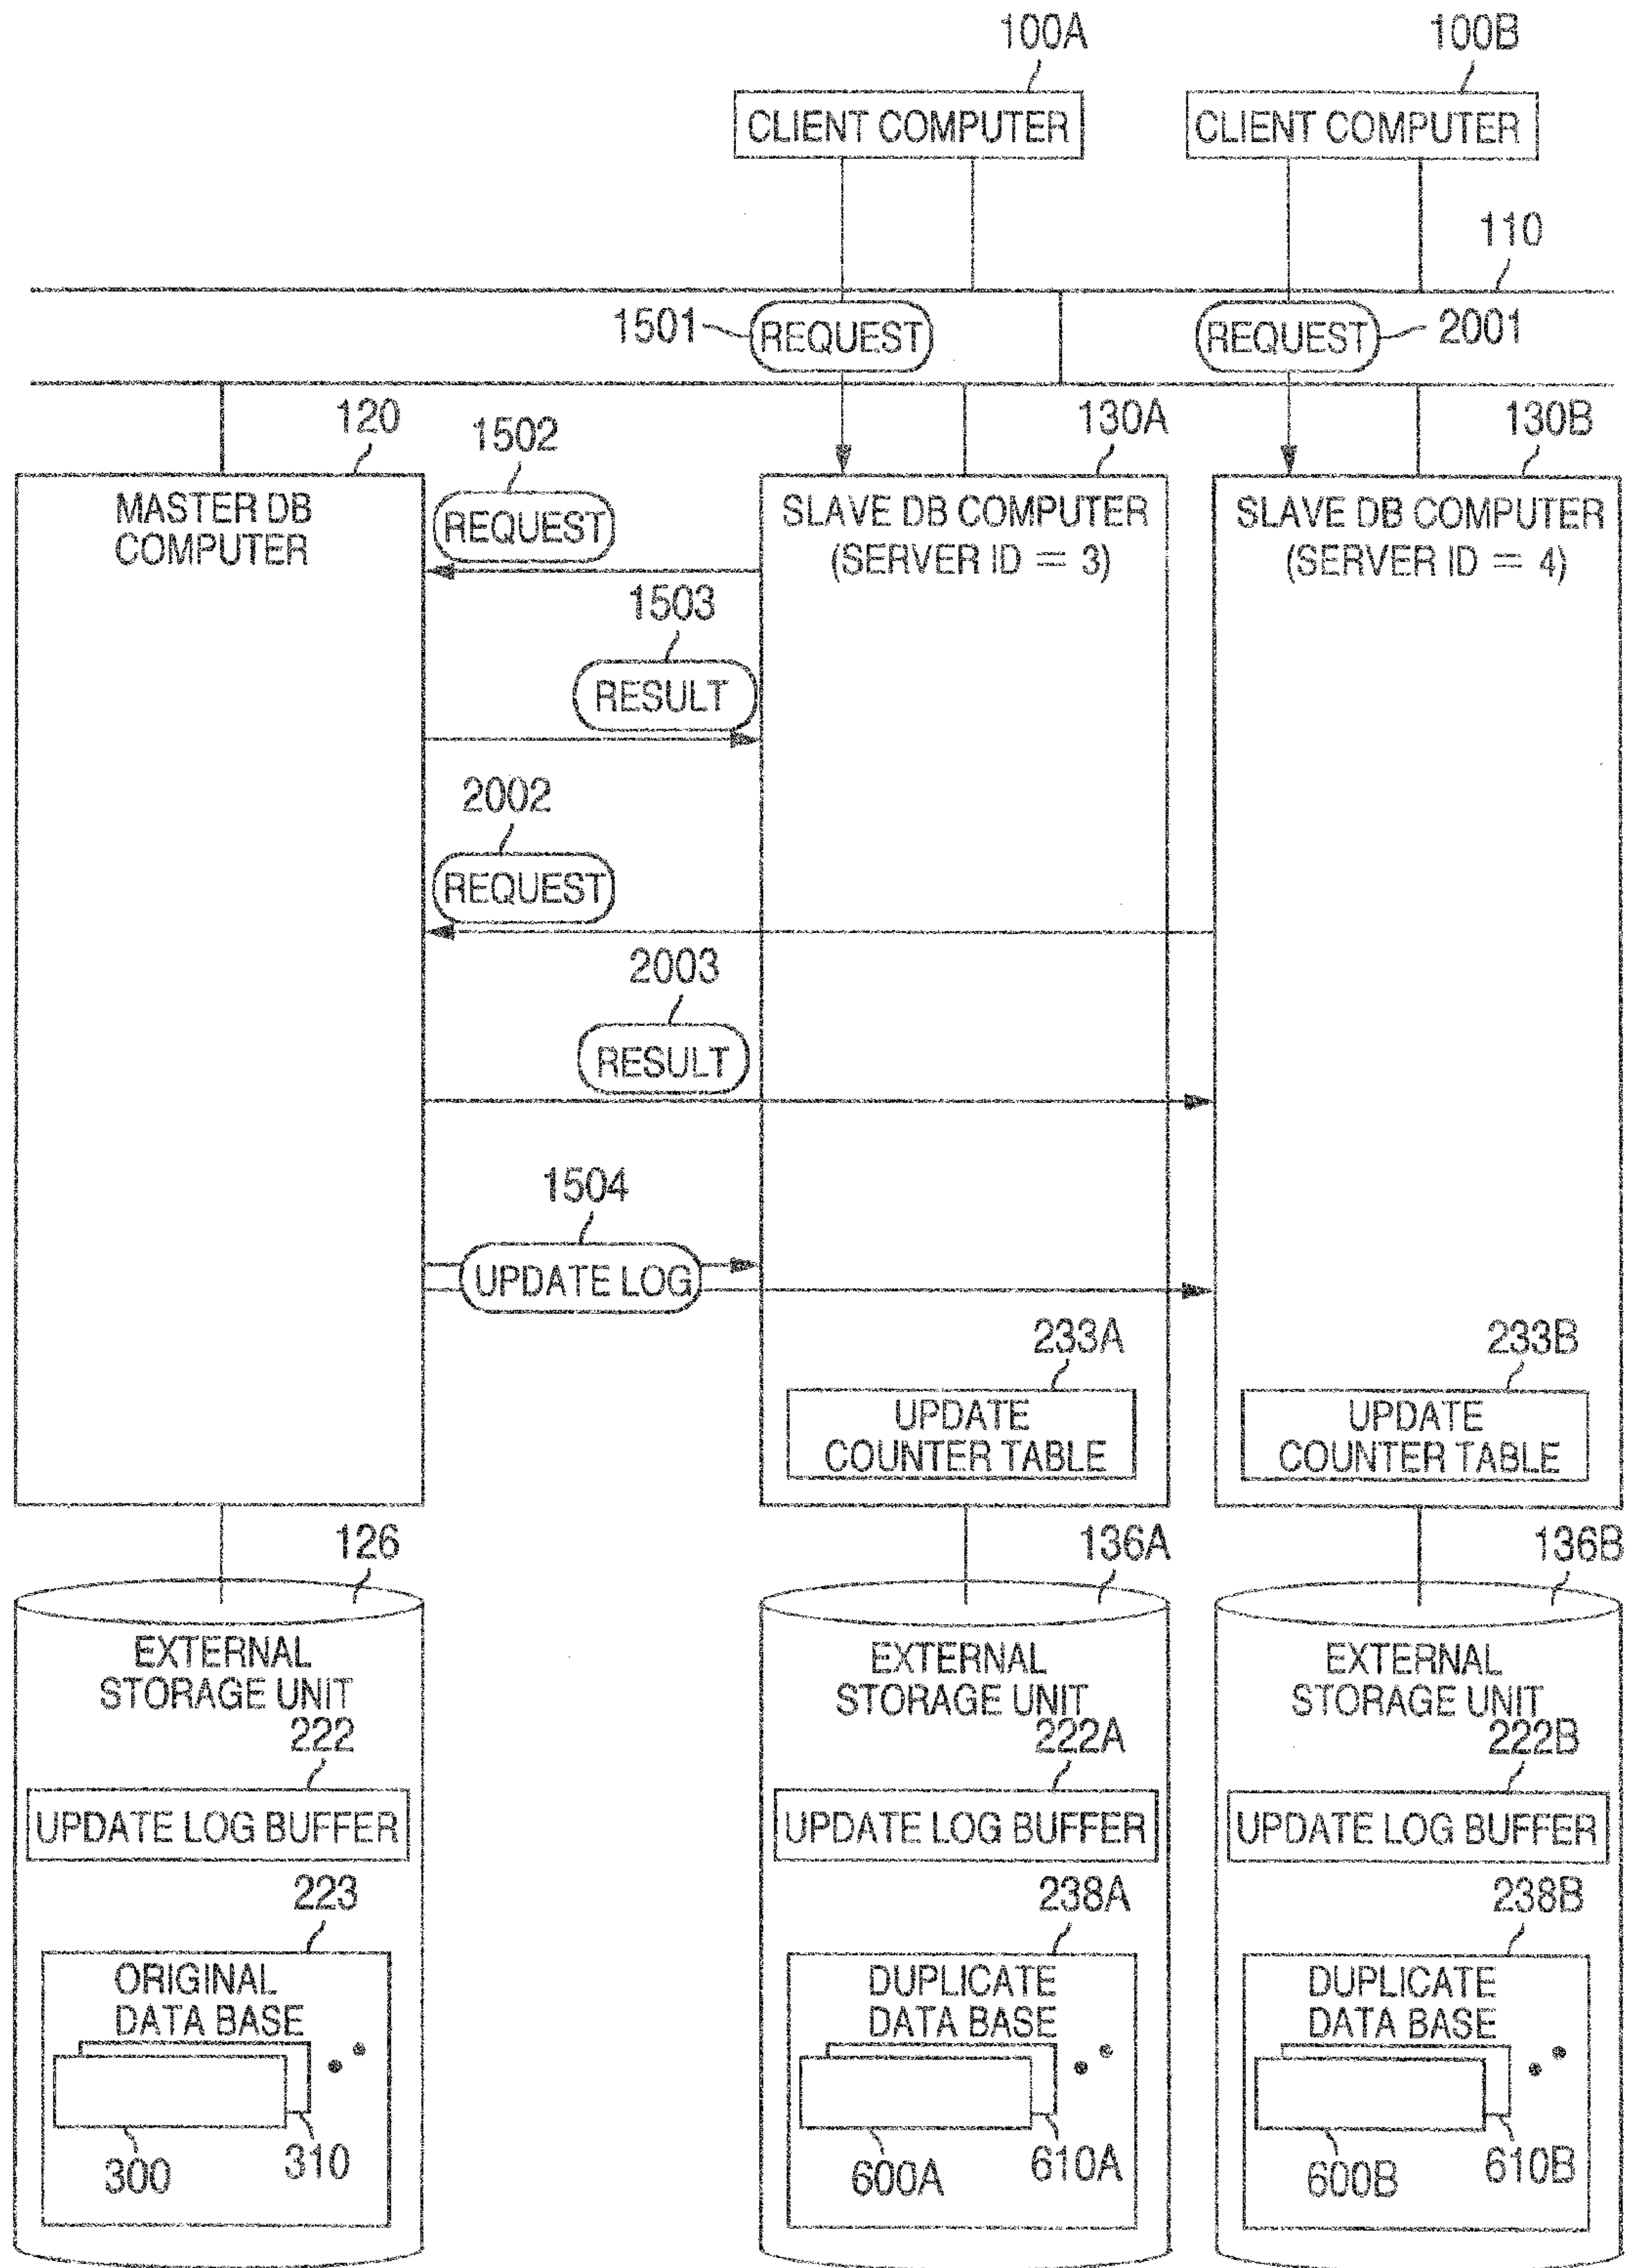 100A
100B
CLIENT COMPUTER
CLIENT COMPUTER
110
1501
REQUEST
REQUEST
2001
120
1502
130A
130B
MASTER DB
COMPUTER
REQUEST
SLAVE DB COMPUTER
(SERVER ID = 3)
SLAVE DB COMPUTER
(SERVER ID = 4)
1503
RESULT
2002
REQUEST
2003
RESULT
1504
UPDATE LOG
233A
233B
UPDATE
COUNTER TABLE
UPDATE
COUNTER TABLE
126
136A
136B
EXTERNAL
STORAGE UNIT
EXTERNAL
STORAGE UNIT
EXTERNAL
STORAGE UNIT
222
222A
222B
UPDATE LOG BUFFER
UPDATE LOG BUFFER
UPDATE LOG BUFFER
223
238A
238B
ORIGINAL
DATA BASE
DUPLICATE
DATA BASE
DUPLICATE
DATA BASE
300
310
600A
610A
600B
610B